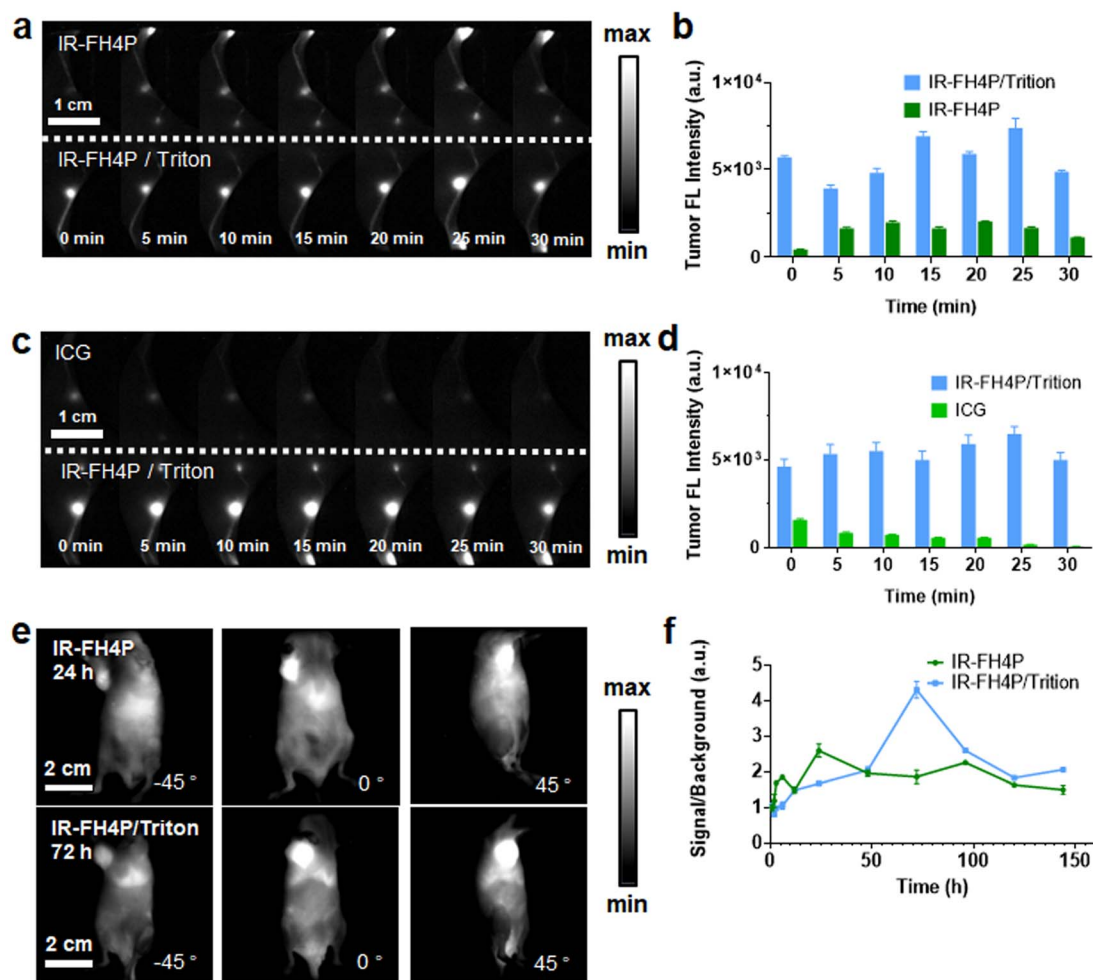 a
IR-FH4P
1 cm
IR-FH4P / Triton
0 min 5 min 10 min 15 min 20 min 25 min 30 min
max
min
b
Tumor FL Intensity (a.u.)
1×10⁴
5×10³
0
IR-FH4P/Trition
IR-FH4P
0 5 10 15 20 25 30
Time (min)
c
ICG
1 cm
IR-FH4P / Triton
0 min 5 min 10 min 15 min 20 min 25 min 30 min
max
min
d
Tumor FL Intensity (a.u.)
1×10⁴
5×10³
0
IR-FH4P/Trition
ICG
0 5 10 15 20 25 30
Time (min)
e
IR-FH4P
24 h
2 cm
-45 °
0 °
45 °
IR-FH4P/Triton
72 h
2 cm
-45 °
0 °
45 °
max
min
f
Signal/Background (a.u.)
5
4
3
2
1
0
IR-FH4P
IR-FH4P/Trition
0 50 100 150
Time (h)